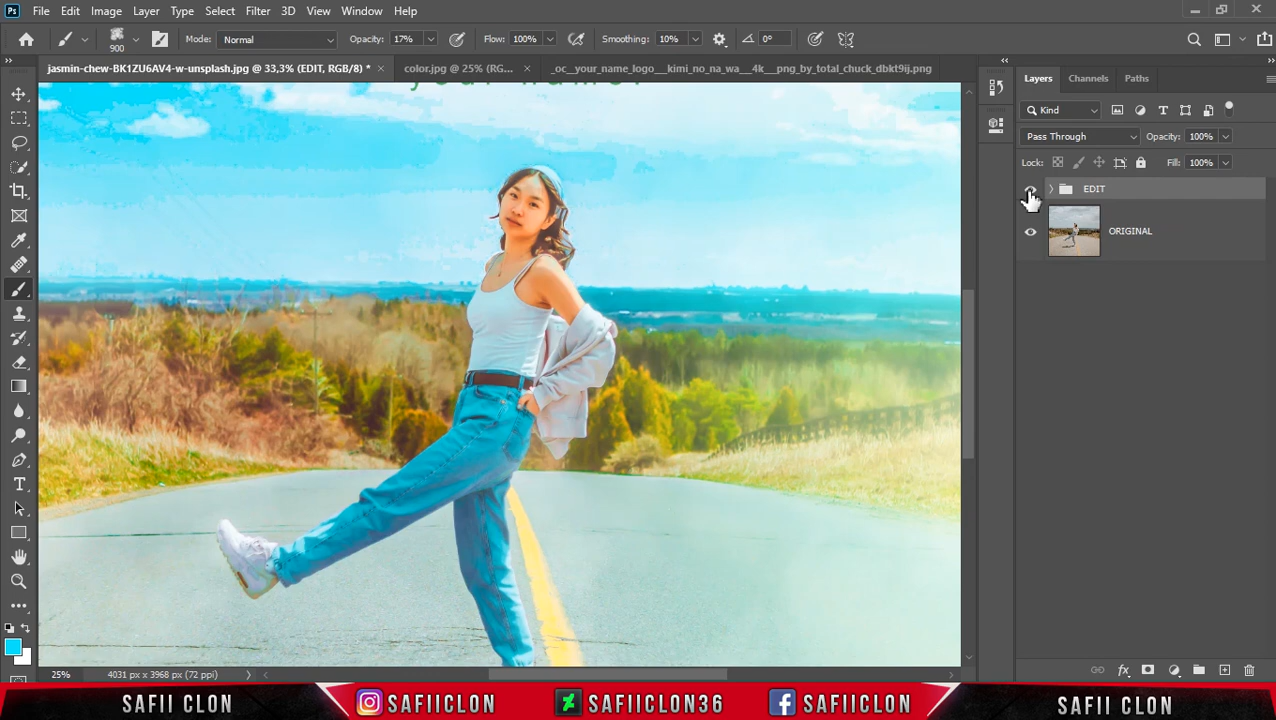 Ps File Edit Image Layer Type Select Filter 3D View Window Help
900 Mode: Normal Opacity: 17% Flow: 100% Smoothing: 10% 0°
jasmin-chew-BK1ZU6AV4-w-unsplash.jpg @ 33,3% (EDIT, RGB/8) * × color.jpg @ 25% (RG... × _oc__your_name_logo___kimi_no_na_wa___4k___png_by_total_chuck_dbkt9ij.png
Layers Channels Paths
Kind
Pass Through Opacity: 100%
Lock: Fill: 100%
EDIT
ORIGINAL
25% 4031 px x 3968 px (72 ppi)
SAFII CLON SAFIICLON SAFIICLON36 SAFIICLON SAFII CLON